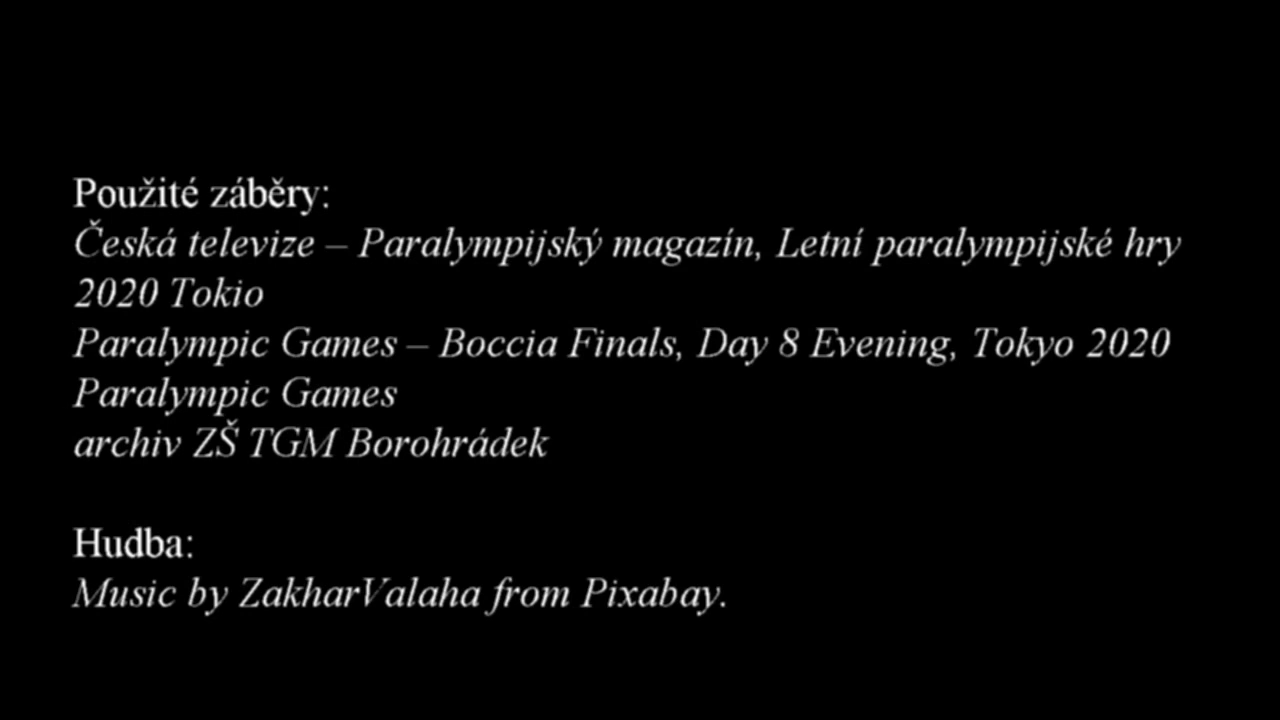 Použité záběry:
Česká televize – Paralympijský magazín, Letní paralympijské hry
2020 Tokio
Paralympic Games – Boccia Finals, Day 8 Evening, Tokyo 2020
Paralympic Games
archiv ZŠ TGM Borohrádek
Hudba:
Music by ZakharValaha from Pixabay.